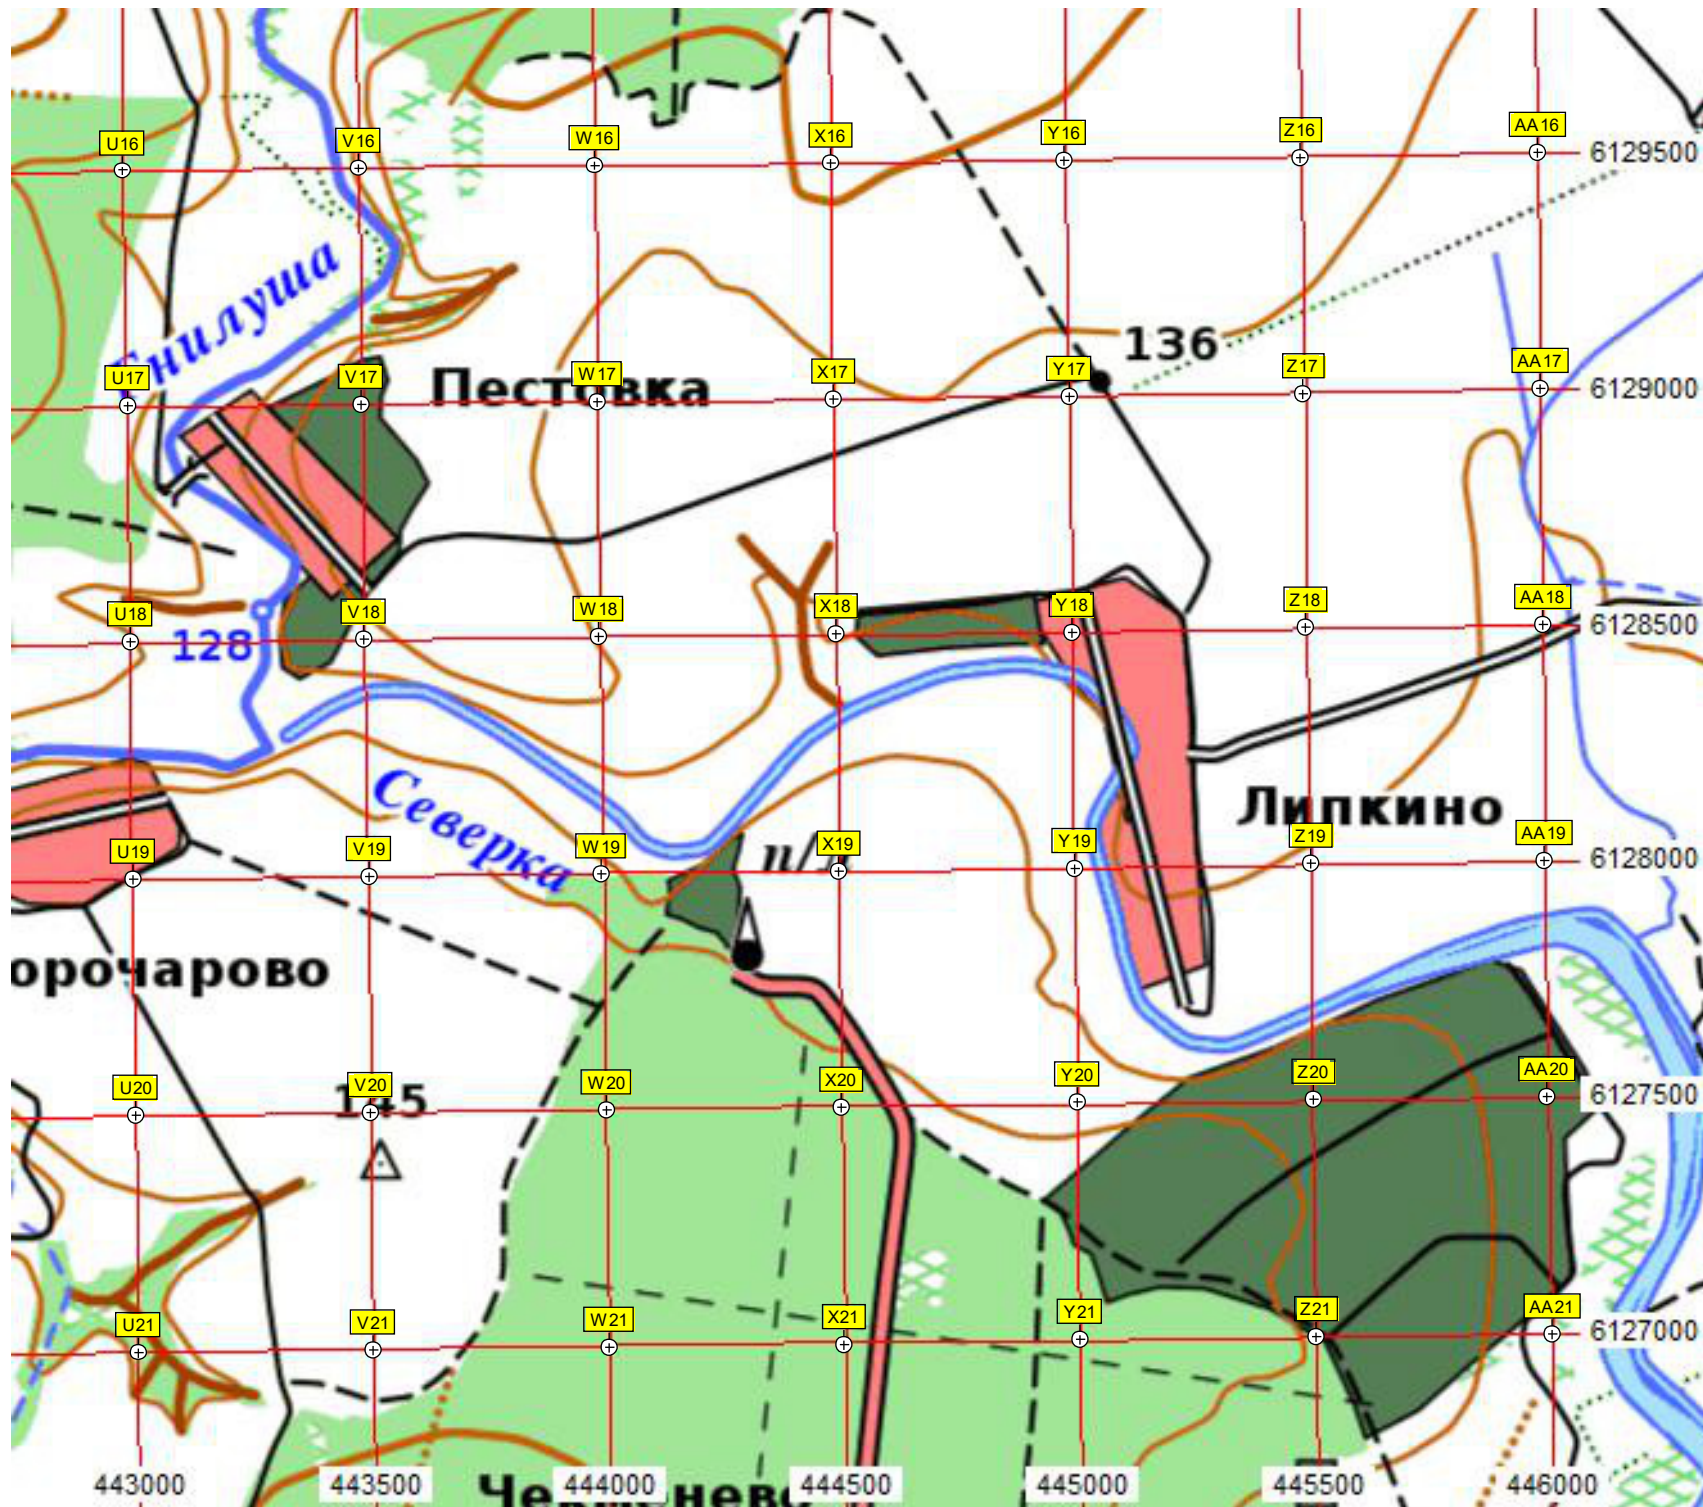 U16 V16 W16 X16 Y16 Z16 AA16
6129500
Гнилуша
136
U17 V17 W17 X17 Y17 Z17 AA17
6129000
Пестовка
U18 V18 W18 X18 Y18 Z18 AA18
6128500
128
Северка
Липкино
U19 V19 W19 X19 Y19 Z19 AA19
6128000
п/л
орочарово
U20 V20 W20 X20 Y20 Z20 AA20
6127500
145
U21 V21 W21 X21 Y21 Z21 AA21
6127000
443000 443500 444000 444500 445000 445500 446000